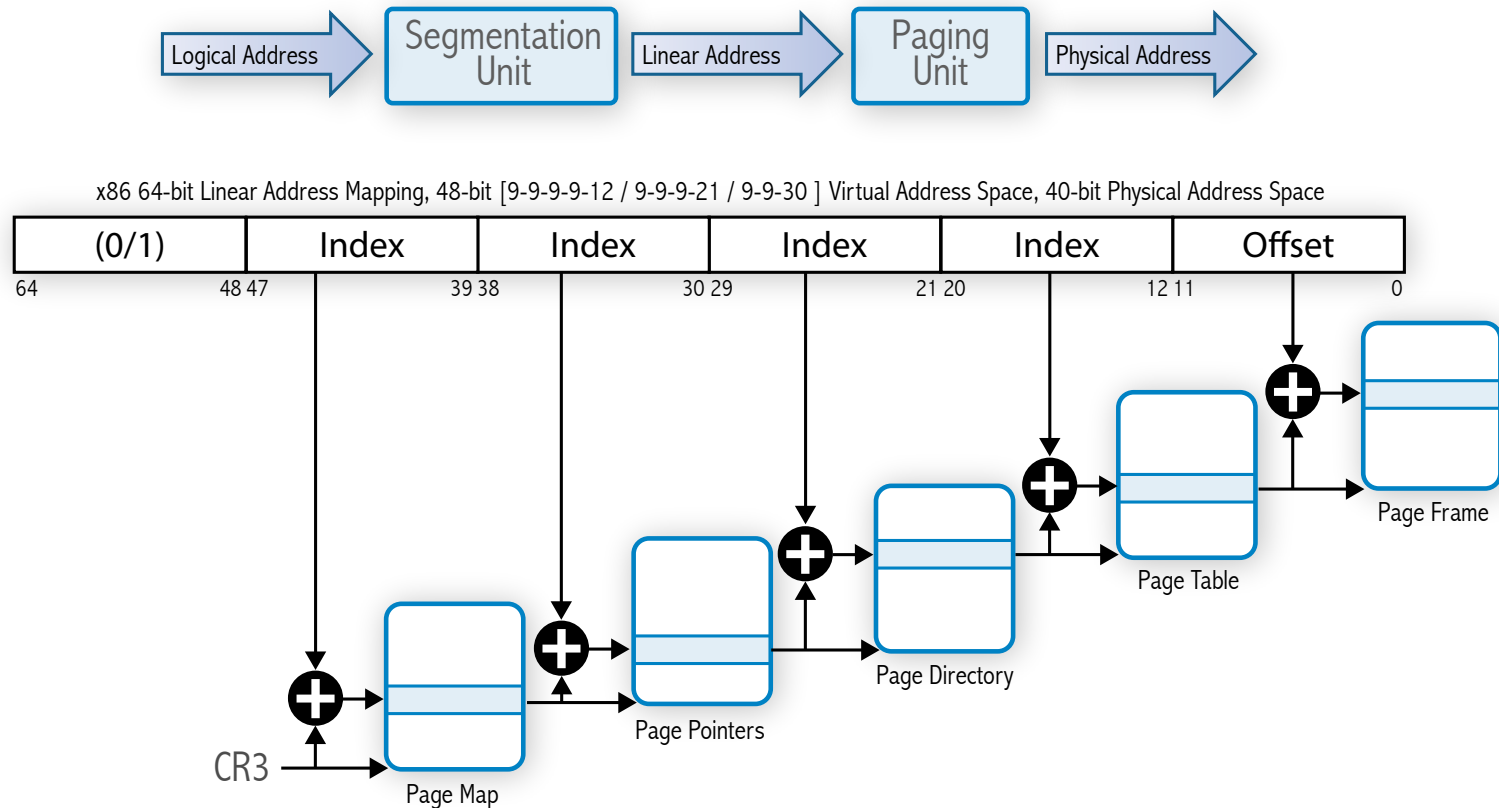 Logical Address
Segmentation
Unit
Linear Address
Paging
Unit
Physical Address
x86 64-bit Linear Address Mapping, 48-bit [9-9-9-9-12 / 9-9-9-21 / 9-9-30 ] Virtual Address Space, 40-bit Physical Address Space
(0/1) Index Index Index Index Offset
64 48 47 39 38 30 29 21 20 12 11 0
Page Frame
Page Table
Page Directory
Page Pointers
CR3
Page Map